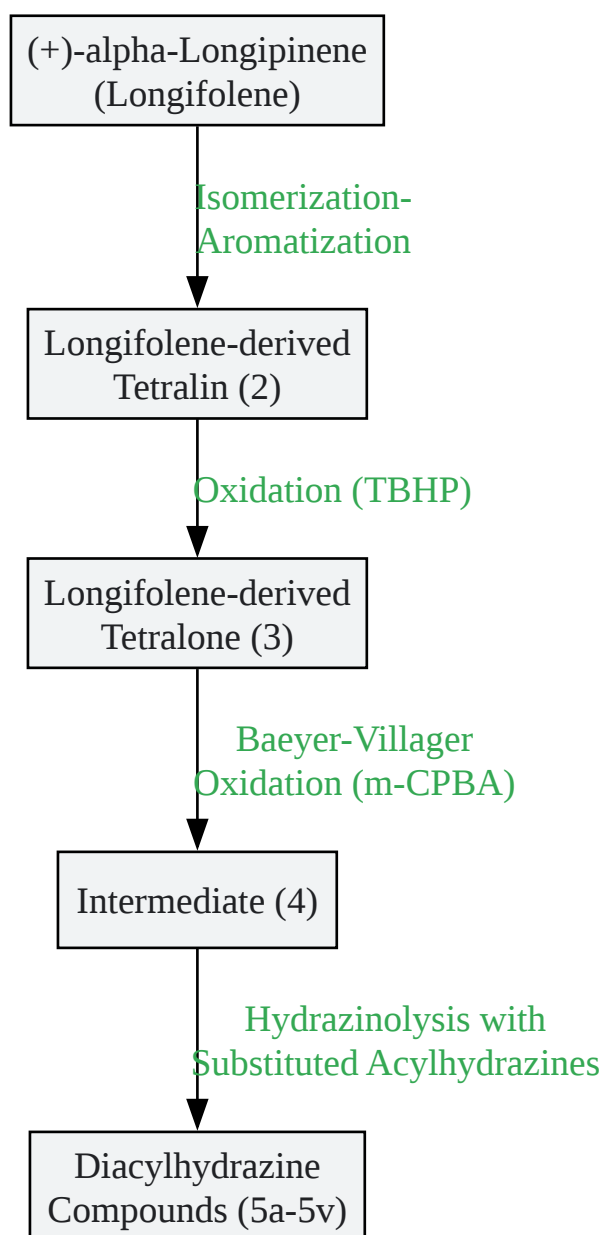 (+)-alpha-Longipinene
(Longifolene)
Isomerization-
Aromatization
Longifolene-derived
Tetralin (2)
Oxidation (TBHP)
Longifolene-derived
Tetralone (3)
Baeyer-Villager
Oxidation (m-CPBA)
Intermediate (4)
Hydrazinolysis with
Substituted Acylhydrazines
Diacylhydrazine
Compounds (5a-5v)